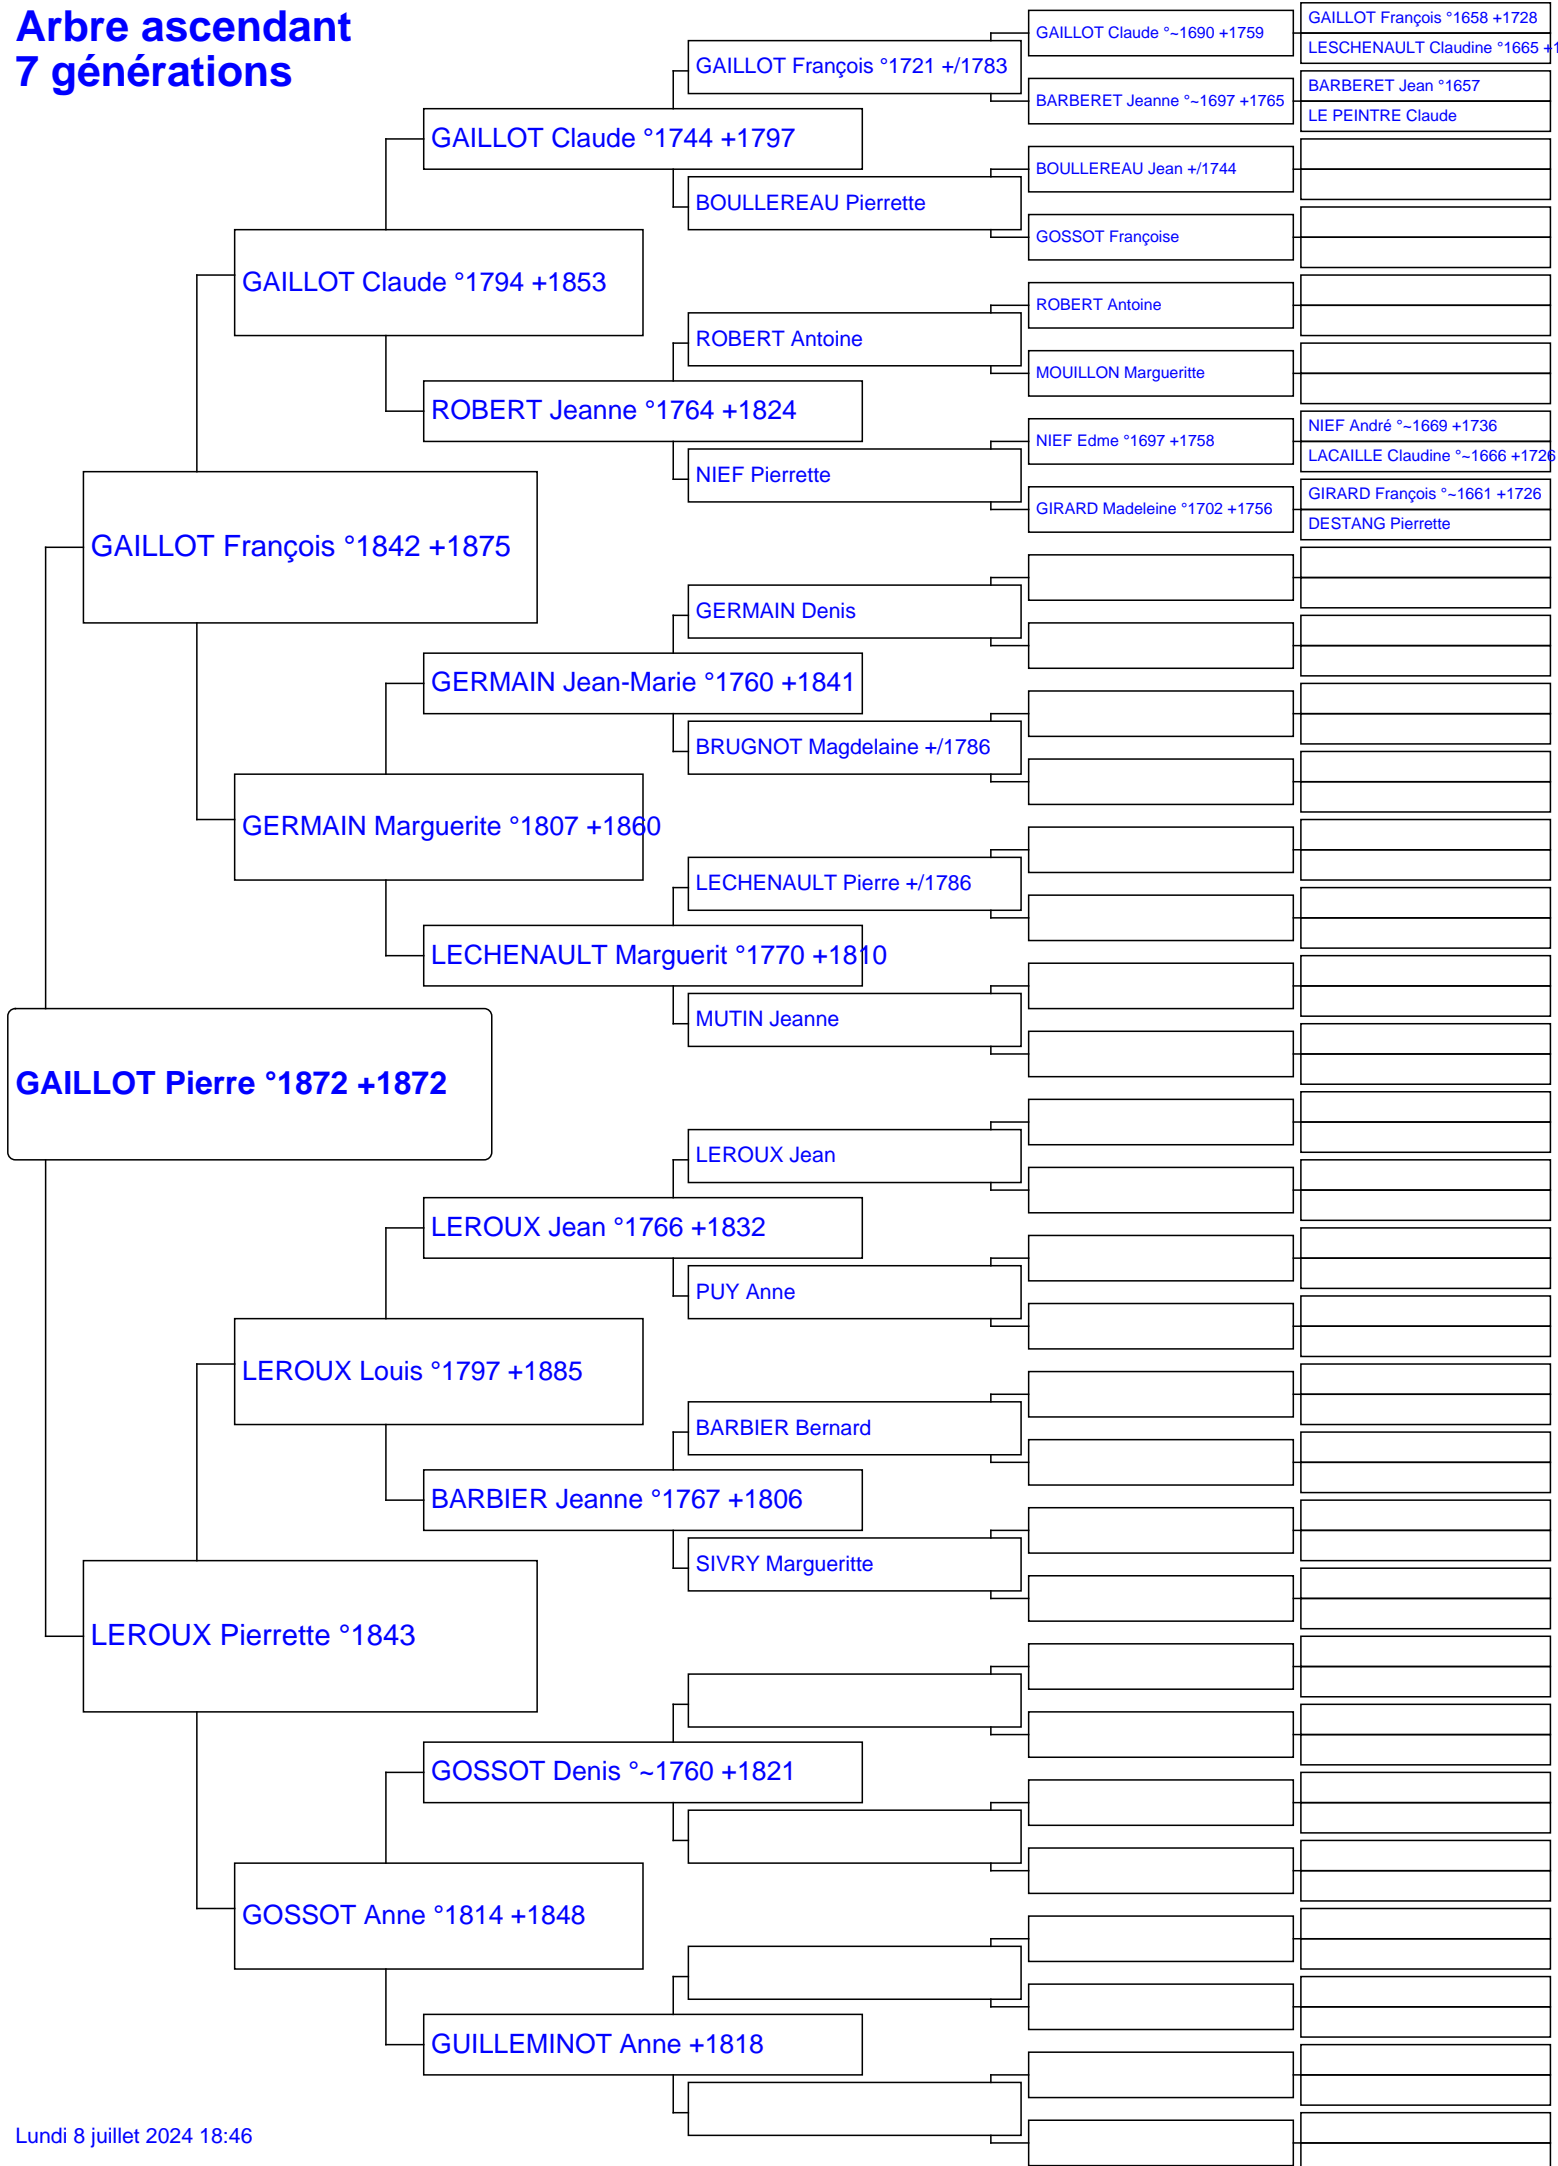 Arbre ascendant
7 générations
GAILLOT François °1658 +1728
GAILLOT Claude °~1690 +1759
LESCHENAULT Claudine °1665 +1
GAILLOT François °1721 +/1783
BARBERET Jean °1657
BARBERET Jeanne °~1697 +1765
LE PEINTRE Claude
GAILLOT Claude °1744 +1797
BOULLEREAU Jean +/1744
BOULLEREAU Pierrette
GOSSOT Françoise
GAILLOT Claude °1794 +1853
ROBERT Antoine
ROBERT Antoine
MOUILLON Margueritte
ROBERT Jeanne °1764 +1824
NIEF André °~1669 +1736
NIEF Edme °1697 +1758
LACAILLE Claudine °~1666 +1726
NIEF Pierrette
GIRARD François °~1661 +1726
GIRARD Madeleine °1702 +1756
DESTANG Pierrette
GAILLOT François °1842 +1875
GERMAIN Denis
GERMAIN Jean-Marie °1760 +1841
BRUGNOT Magdelaine +/1786
GERMAIN Marguerite °1807 +1860
LECHENAULT Pierre +/1786
LECHENAULT Marguerit °1770 +1810
MUTIN Jeanne
GAILLOT Pierre °1872 +1872
LEROUX Jean
LEROUX Jean °1766 +1832
PUY Anne
LEROUX Louis °1797 +1885
BARBIER Bernard
BARBIER Jeanne °1767 +1806
SIVRY Margueritte
LEROUX Pierrette °1843
GOSSOT Denis °~1760 +1821
GOSSOT Anne °1814 +1848
GUILLEMINOT Anne +1818
Lundi 8 juillet 2024 18:46